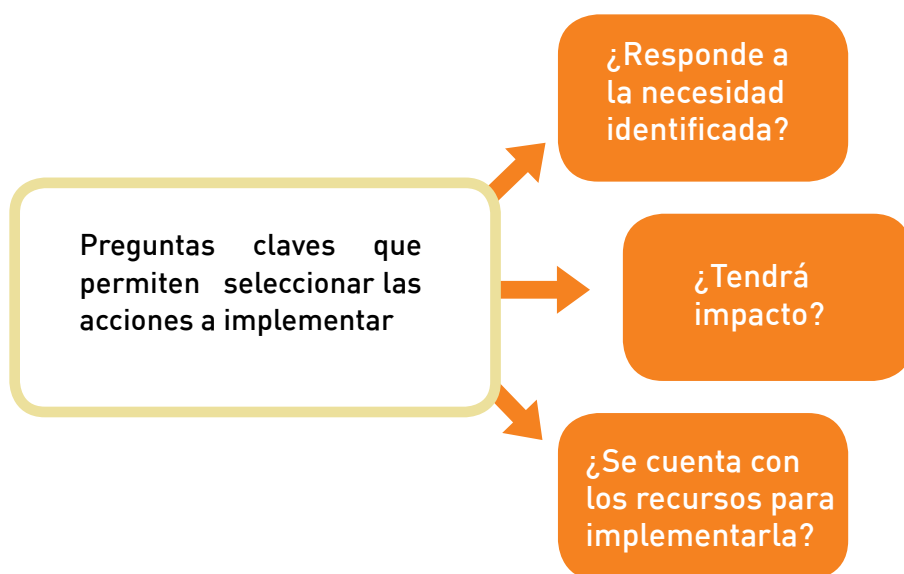 Preguntas claves que
permiten seleccionar las
acciones a implementar
¿Responde a
la necesidad
identificada?
¿Tendrá
impacto?
¿Se cuenta con
los recursos para
implementarla?